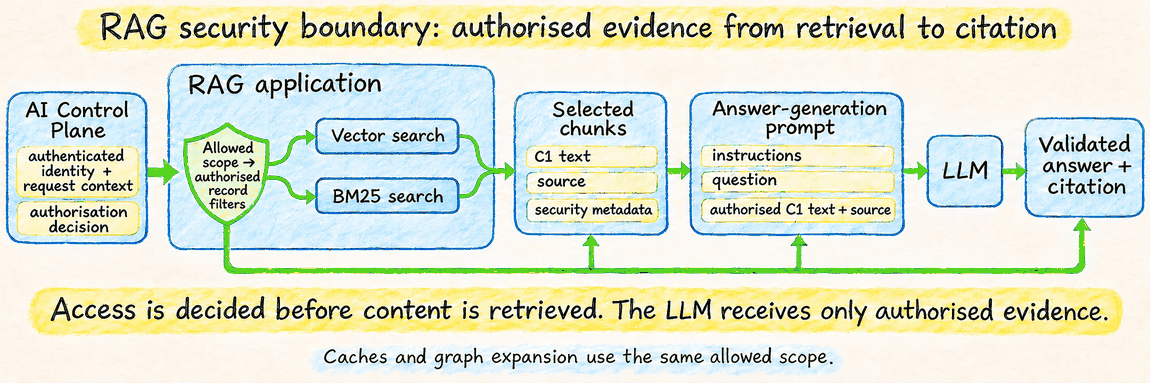 RAG security boundary: authorised evidence from retrieval to citation
AI Control
Plane
authenticated
identity +
request context
authorisation
decision
RAG application
Allowed
scope →
authorised
record
filters
Vector search
BM25 search
Selected
chunks
C1 text
source
security metadata
Answer-generation
prompt
instructions
question
authorised C1 text + source
LLM
Validated
answer +
citation
Access is decided before content is retrieved. The LLM receives only authorised evidence.
Caches and graph expansion use the same allowed scope.